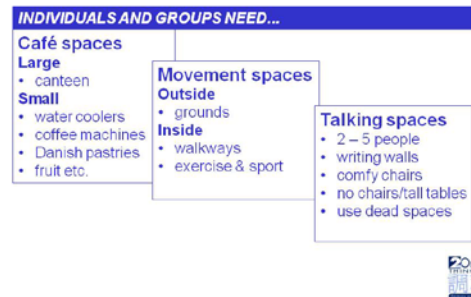 INDIVIDUALS AND GROUPS NEED...
Café spaces
Large
• canteen
Small
• water coolers
• coffee machines
• Danish pastries
• fruit etc.
Movement spaces
Outside
• grounds
Inside
• walkways
• exercise & sport
Talking spaces
• 2 – 5 people
• writing walls
• comfy chairs
• no chairs/tall tables
• use dead spaces